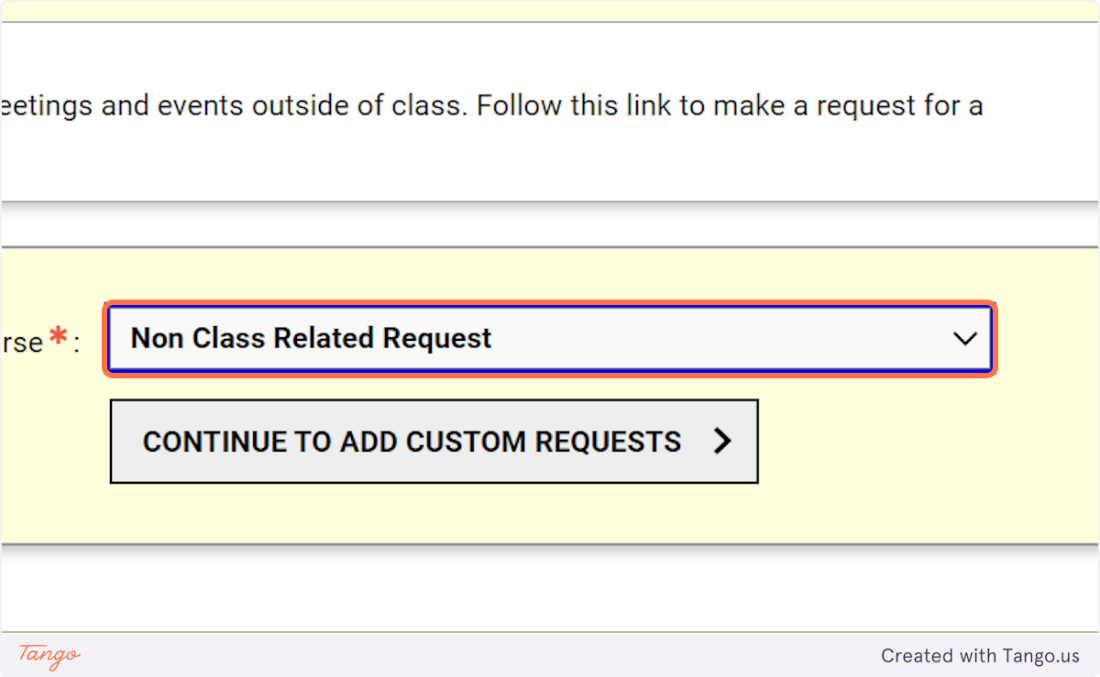 eetings and events outside of class. Follow this link to make a request for a
rse*:
Non Class Related Request
CONTINUE TO ADD CUSTOM REQUESTS
Tango
Created with Tango.us